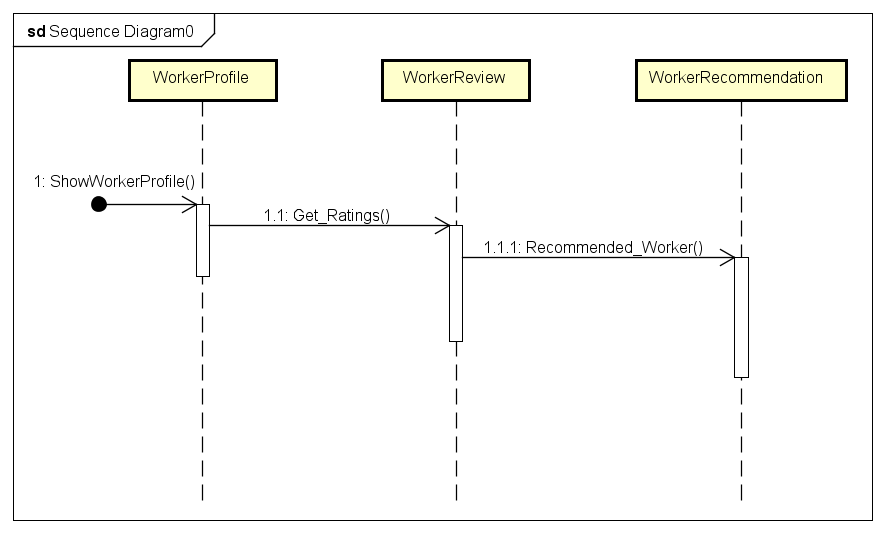 sd Sequence Diagram0
WorkerProfile
WorkerReview
WorkerRecommendation
1: ShowWorkerProfile()
1.1: Get_Ratings()
1.1.1: Recommended_Worker()